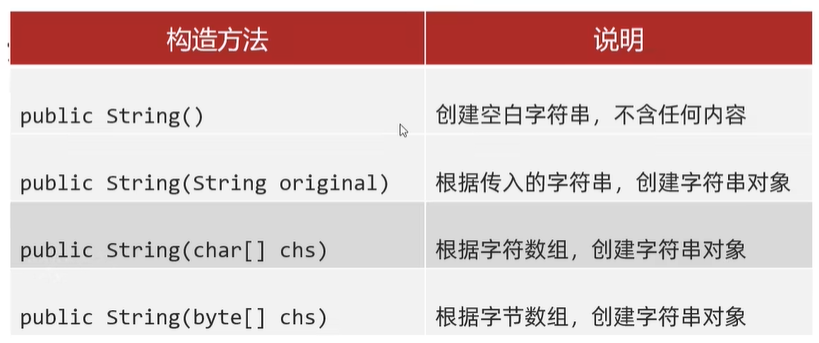 构造方法 说明
public String() 创建空白字符串，不含任何内容
public String(String original) 根据传入的字符串，创建字符串对象
public String(char[] chs) 根据字符数组，创建字符串对象
public String(byte[] chs) 根据字节数组，创建字符串对象